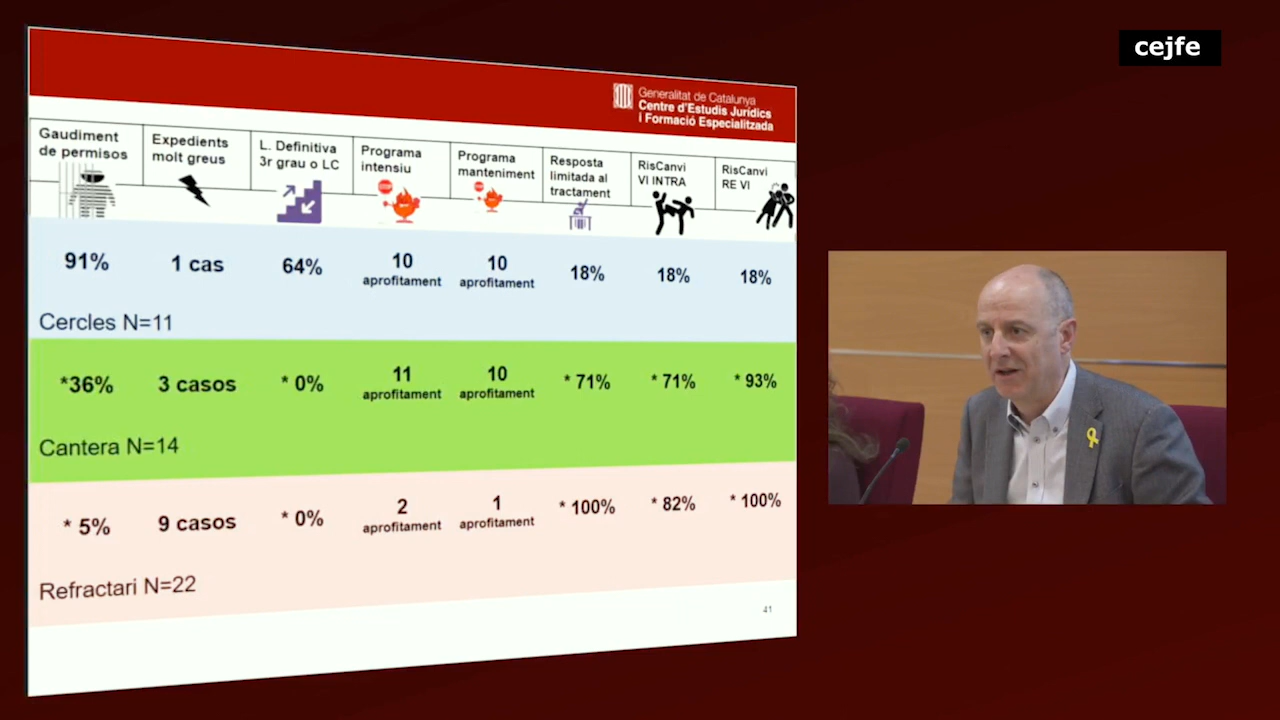 cejfe
Generalitat de Catalunya
Centre d'Estudis Jurídics
i Formació Especialitzada
Gaudiment
de permisos
Expedients
molt greus
L. Definitiva
3r grau o LC
Programa
intensiu
Programa
manteniment
Resposta
limitada al
tractament
RisCanvi
VI INTRA
RisCanvi
RE VI
91%
1 cas
64%
10
aprofitament
10
aprofitament
18%
18%
18%
Cercles N=11
*36%
3 casos
* 0%
11
aprofitament
10
aprofitament
* 71%
* 71%
* 93%
Cantera N=14
* 5%
9 casos
* 0%
2
aprofitament
1
aprofitament
* 100%
* 82%
* 100%
Refractari N=22
41